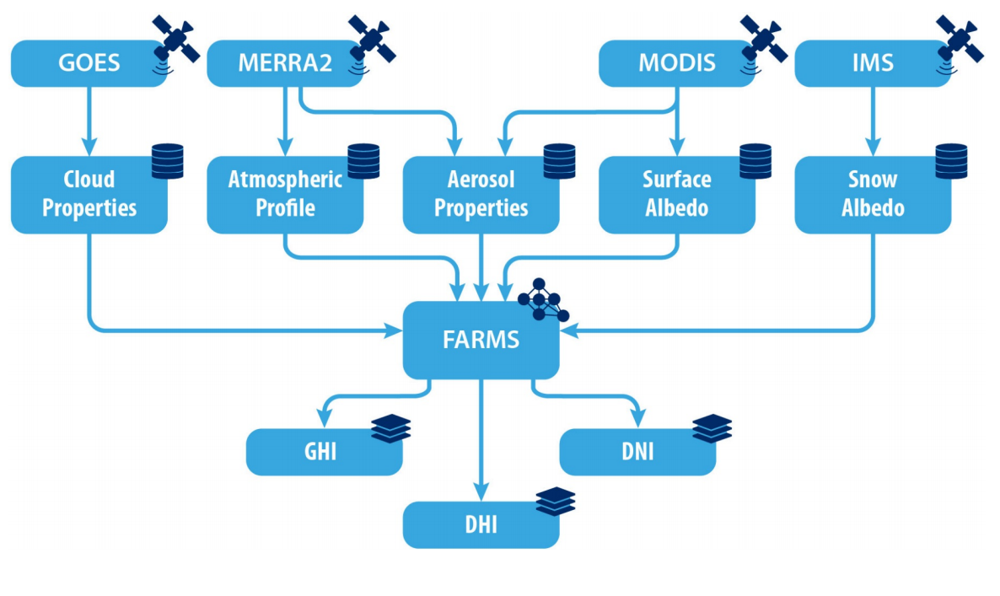 GOES
MERRA2
MODIS
IMS
Cloud
Properties
Atmospheric
Profile
Aerosol
Properties
Surface
Albedo
Snow
Albedo
FARMS
GHI
DNI
DHI